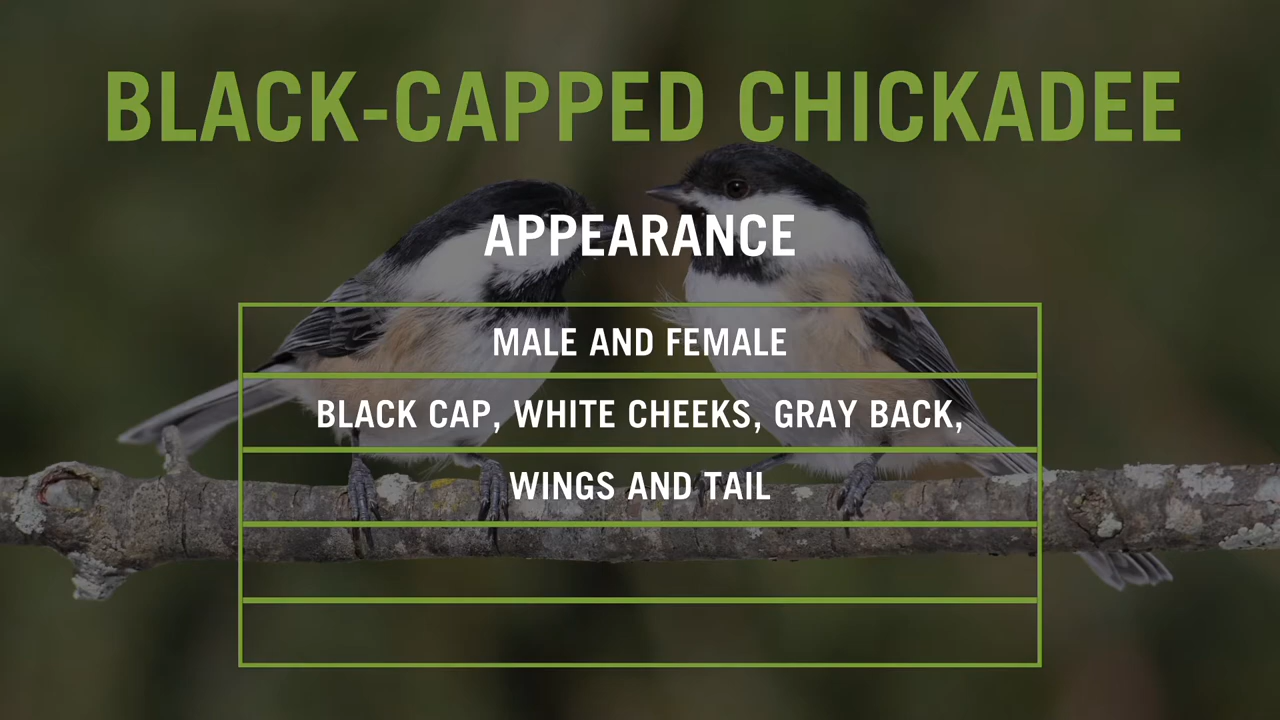 BLACK-CAPPED CHICKADEE
APPEARANCE
MALE AND FEMALE
BLACK CAP, WHITE CHEEKS, GRAY BACK,
WINGS AND TAIL